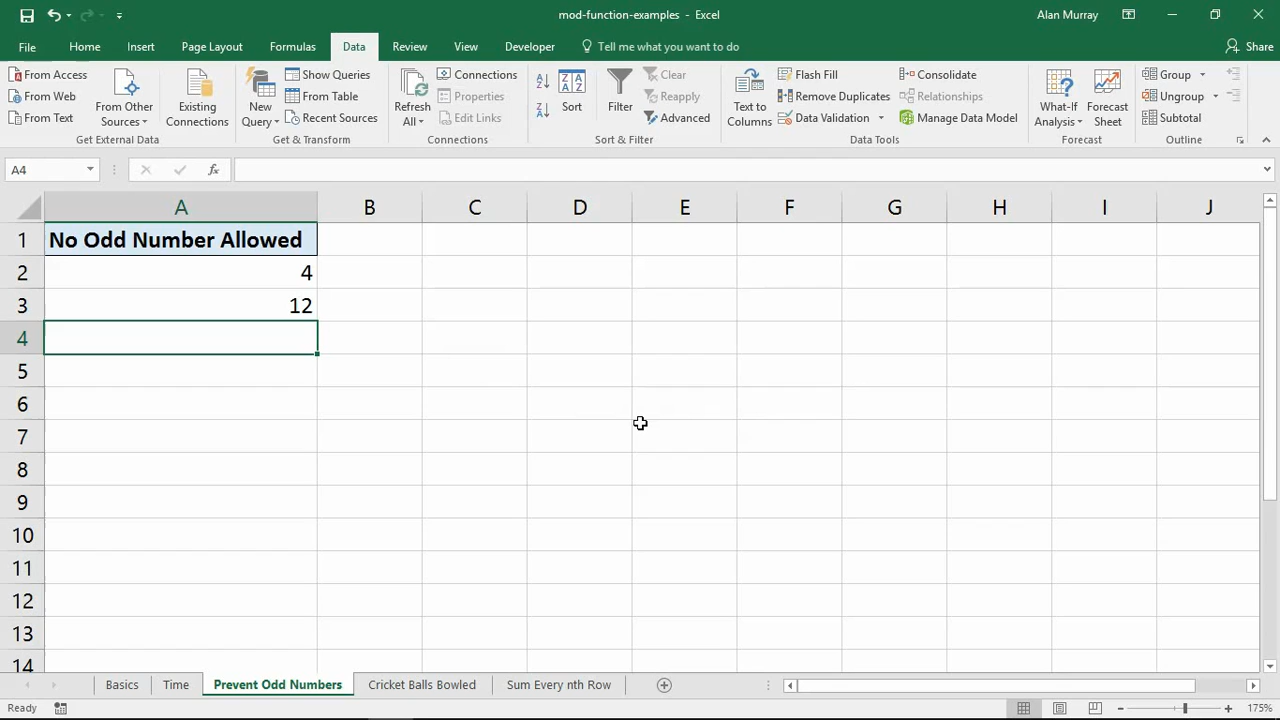 mod-function-examples - Excel
Alan Murray
File Home Insert Page Layout Formulas Data Review View Developer Tell me what you want to do Share
From Access
From Web
From Text
From Other
Sources
Existing
Connections
Get External Data
New
Query
Show Queries
From Table
Recent Sources
Get & Transform
Refresh
All
Connections
Properties
Edit Links
Connections
Sort
Filter
Clear
Reapply
Advanced
Sort & Filter
Text to
Columns
Flash Fill
Remove Duplicates
Data Validation
Consolidate
Relationships
Manage Data Model
Data Tools
What-If
Analysis
Forecast
Sheet
Forecast
Group
Ungroup
Subtotal
Outline
A4
fx
A B C D E F G H I J
1 No Odd Number Allowed
2 4
3 12
4
5
6
7
8
9
10
11
12
13
14
Basics Time Prevent Odd Numbers Cricket Balls Bowled Sum Every nth Row
Ready
175%